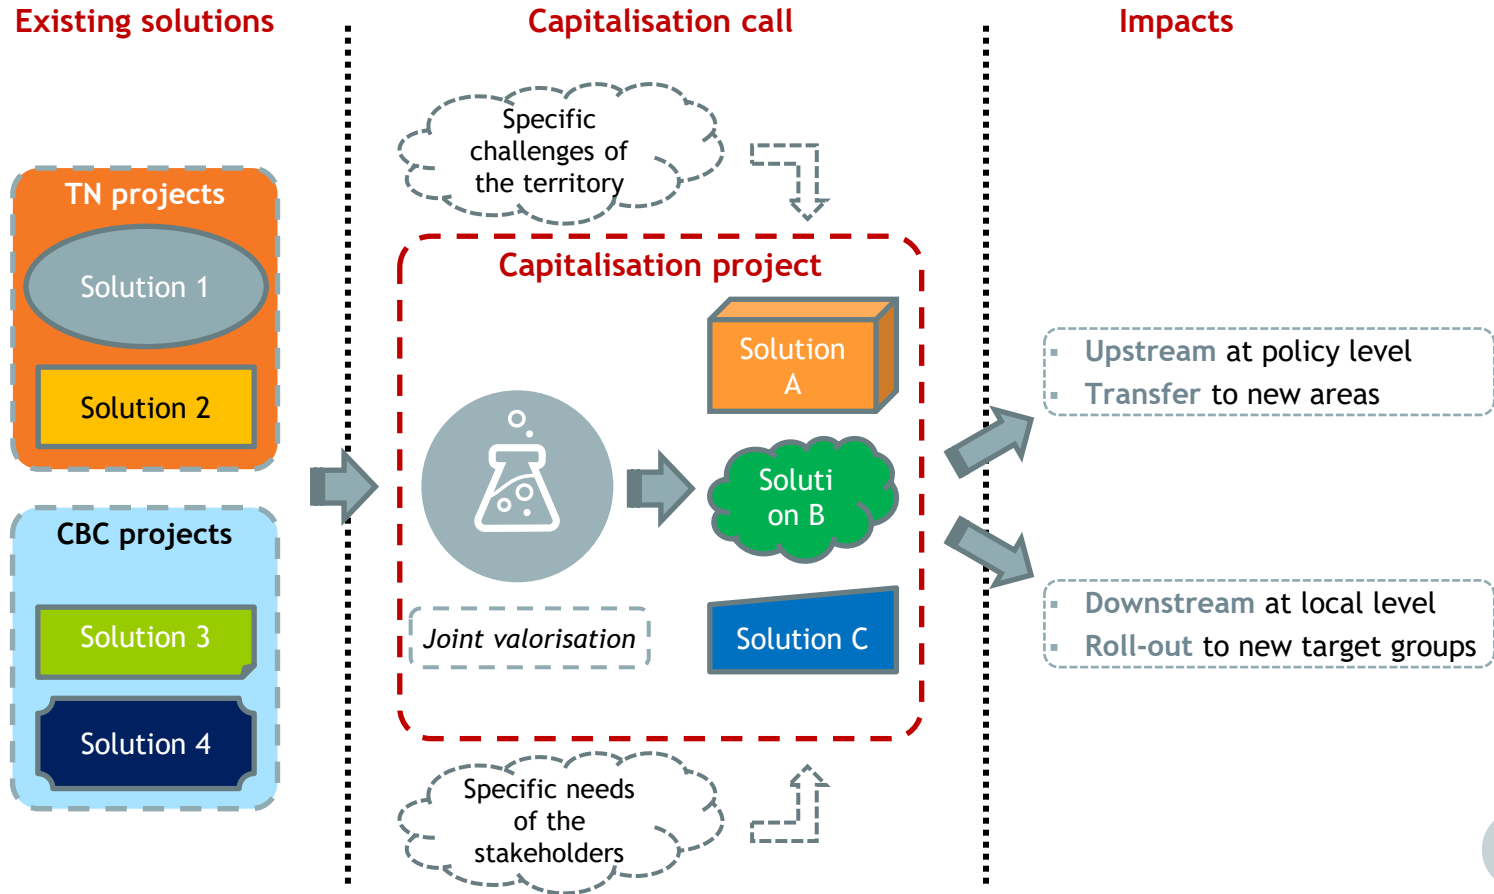 Existing solutions
Capitalisation call
Impacts
TN projects
Solution 1
Solution 2
CBC projects
Solution 3
Solution 4
Specific
challenges of
the territory
Capitalisation project
Joint valorisation
Solution
A
Soluti
on B
Solution C
Specific needs
of the
stakeholders
▪ Upstream at policy level
▪ Transfer to new areas
▪ Downstream at local level
▪ Roll-out to new target groups